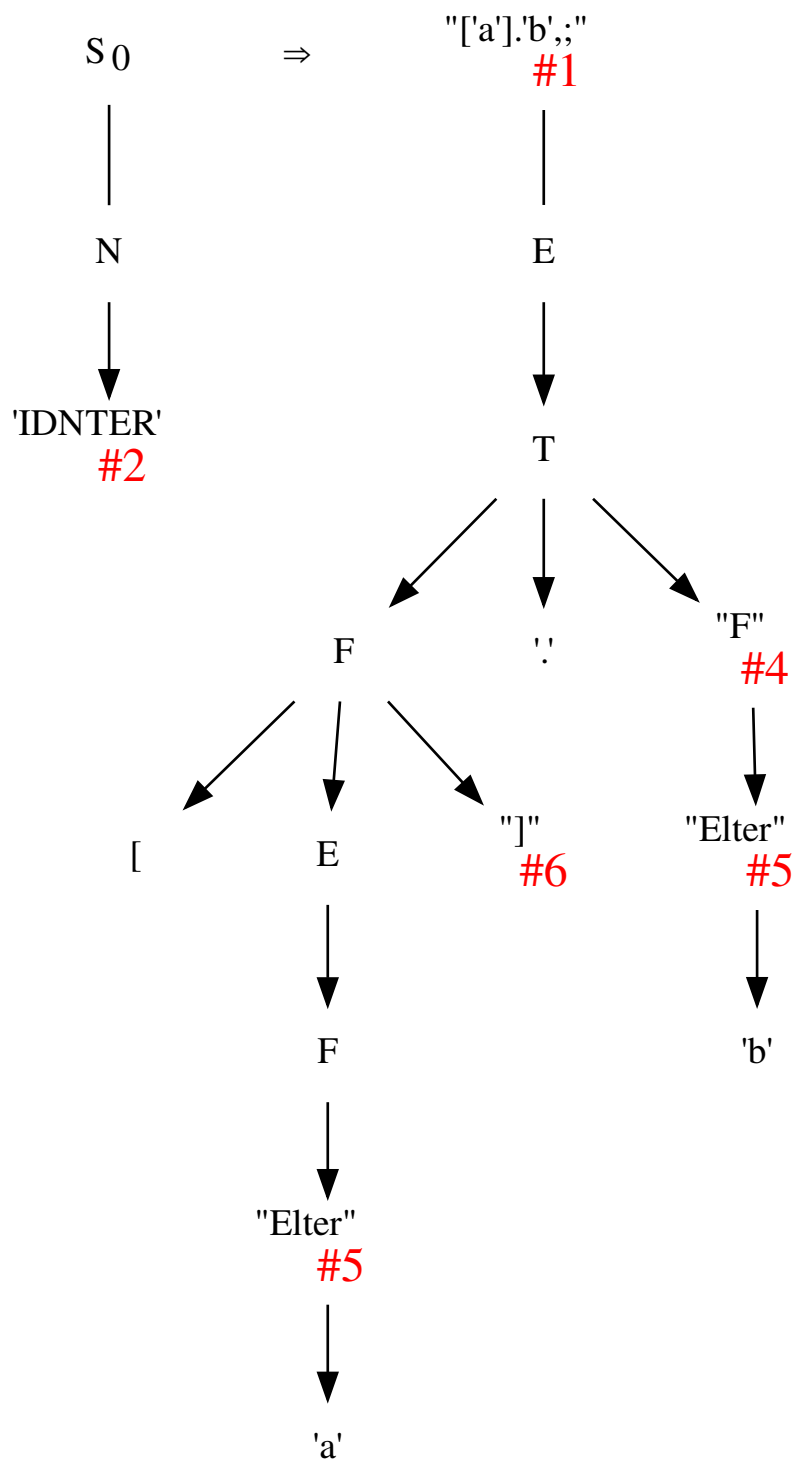 S 0 ⇒ "['a'].'b',;"
#1
N E
'IDNTER'
#2
T
F '.' "F"
#4
[ E "]" "Elter"
#6 #5
F 'b'
"Elter"
#5
'a'